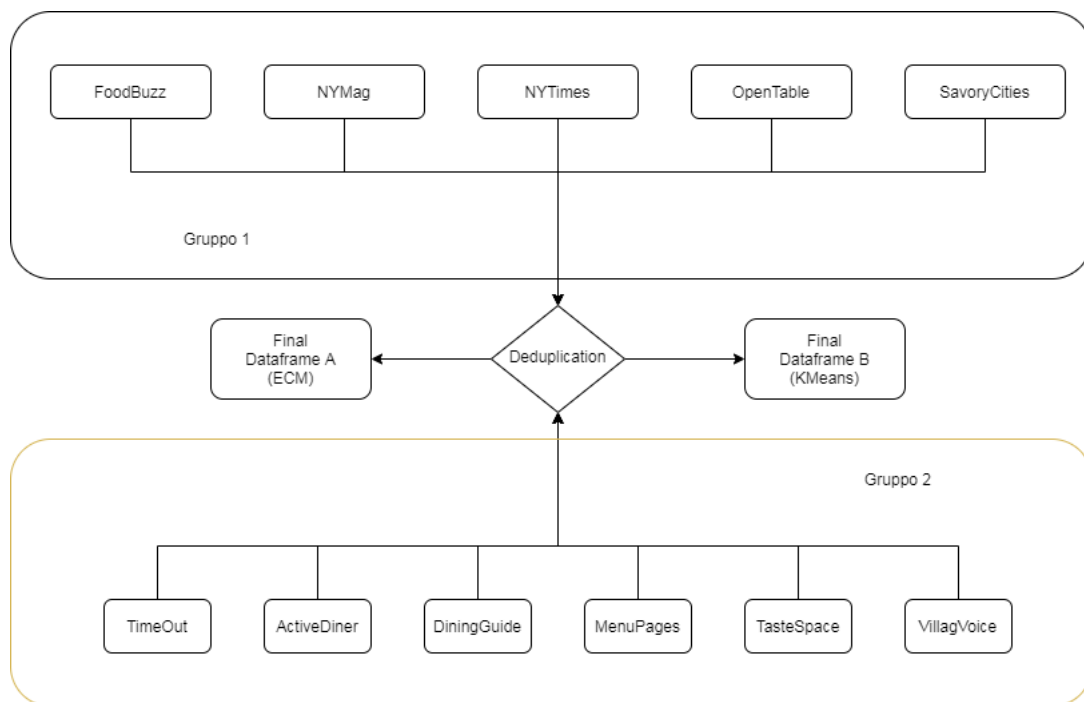 FoodBuzz
NYMag
NYTimes
OpenTable
SavoryCities
Gruppo 1
Final
Dataframe A
(ECM)
Deduplication
Final
Dataframe B
(KMeans)
Gruppo 2
TimeOut
ActiveDiner
DiningGuide
MenuPages
TasteSpace
VillagVoice